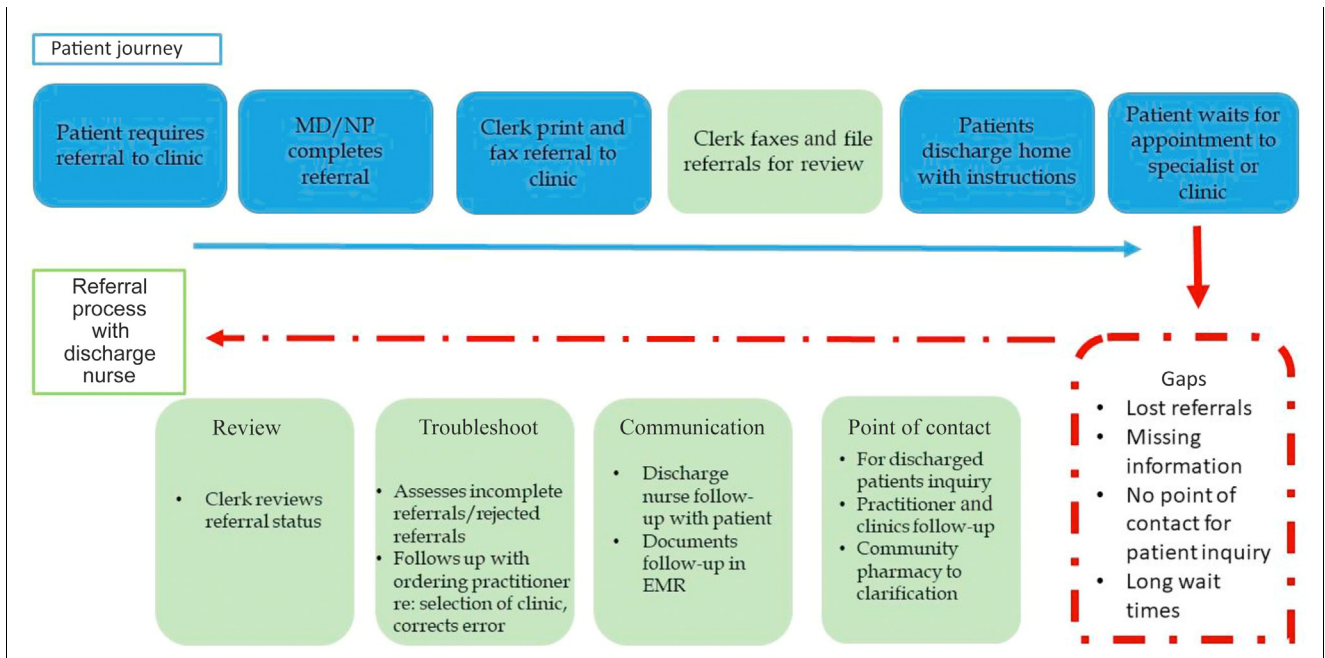 Patient journey
Patient requires
referral to clinic
MD/NP
completes
referral
Clerk print and
fax referral to
clinic
Clerk faxes and file
referrals for review
Patients
discharge home
with instructions
Patient waits for
appointment to
specialist or
clinic
Referral
process
with
discharge
nurse
Review
• Clerk reviews
referral status
Troubleshoot
• Assesses incomplete
referrals/rejected
referrals
• Follows up with
ordering practitioner
re: selection of clinic,
corrects error
Communication
• Discharge
nurse follow-
up with patient
• Documents
follow-up in
EMR
Point of contact
• For discharged
patients inquiry
• Practitioner and
clinics follow-up
• Community
pharmacy to
clarification
Gaps
• Lost referrals
• Missing
information
• No point of
contact for
patient inquiry
• Long wait
times